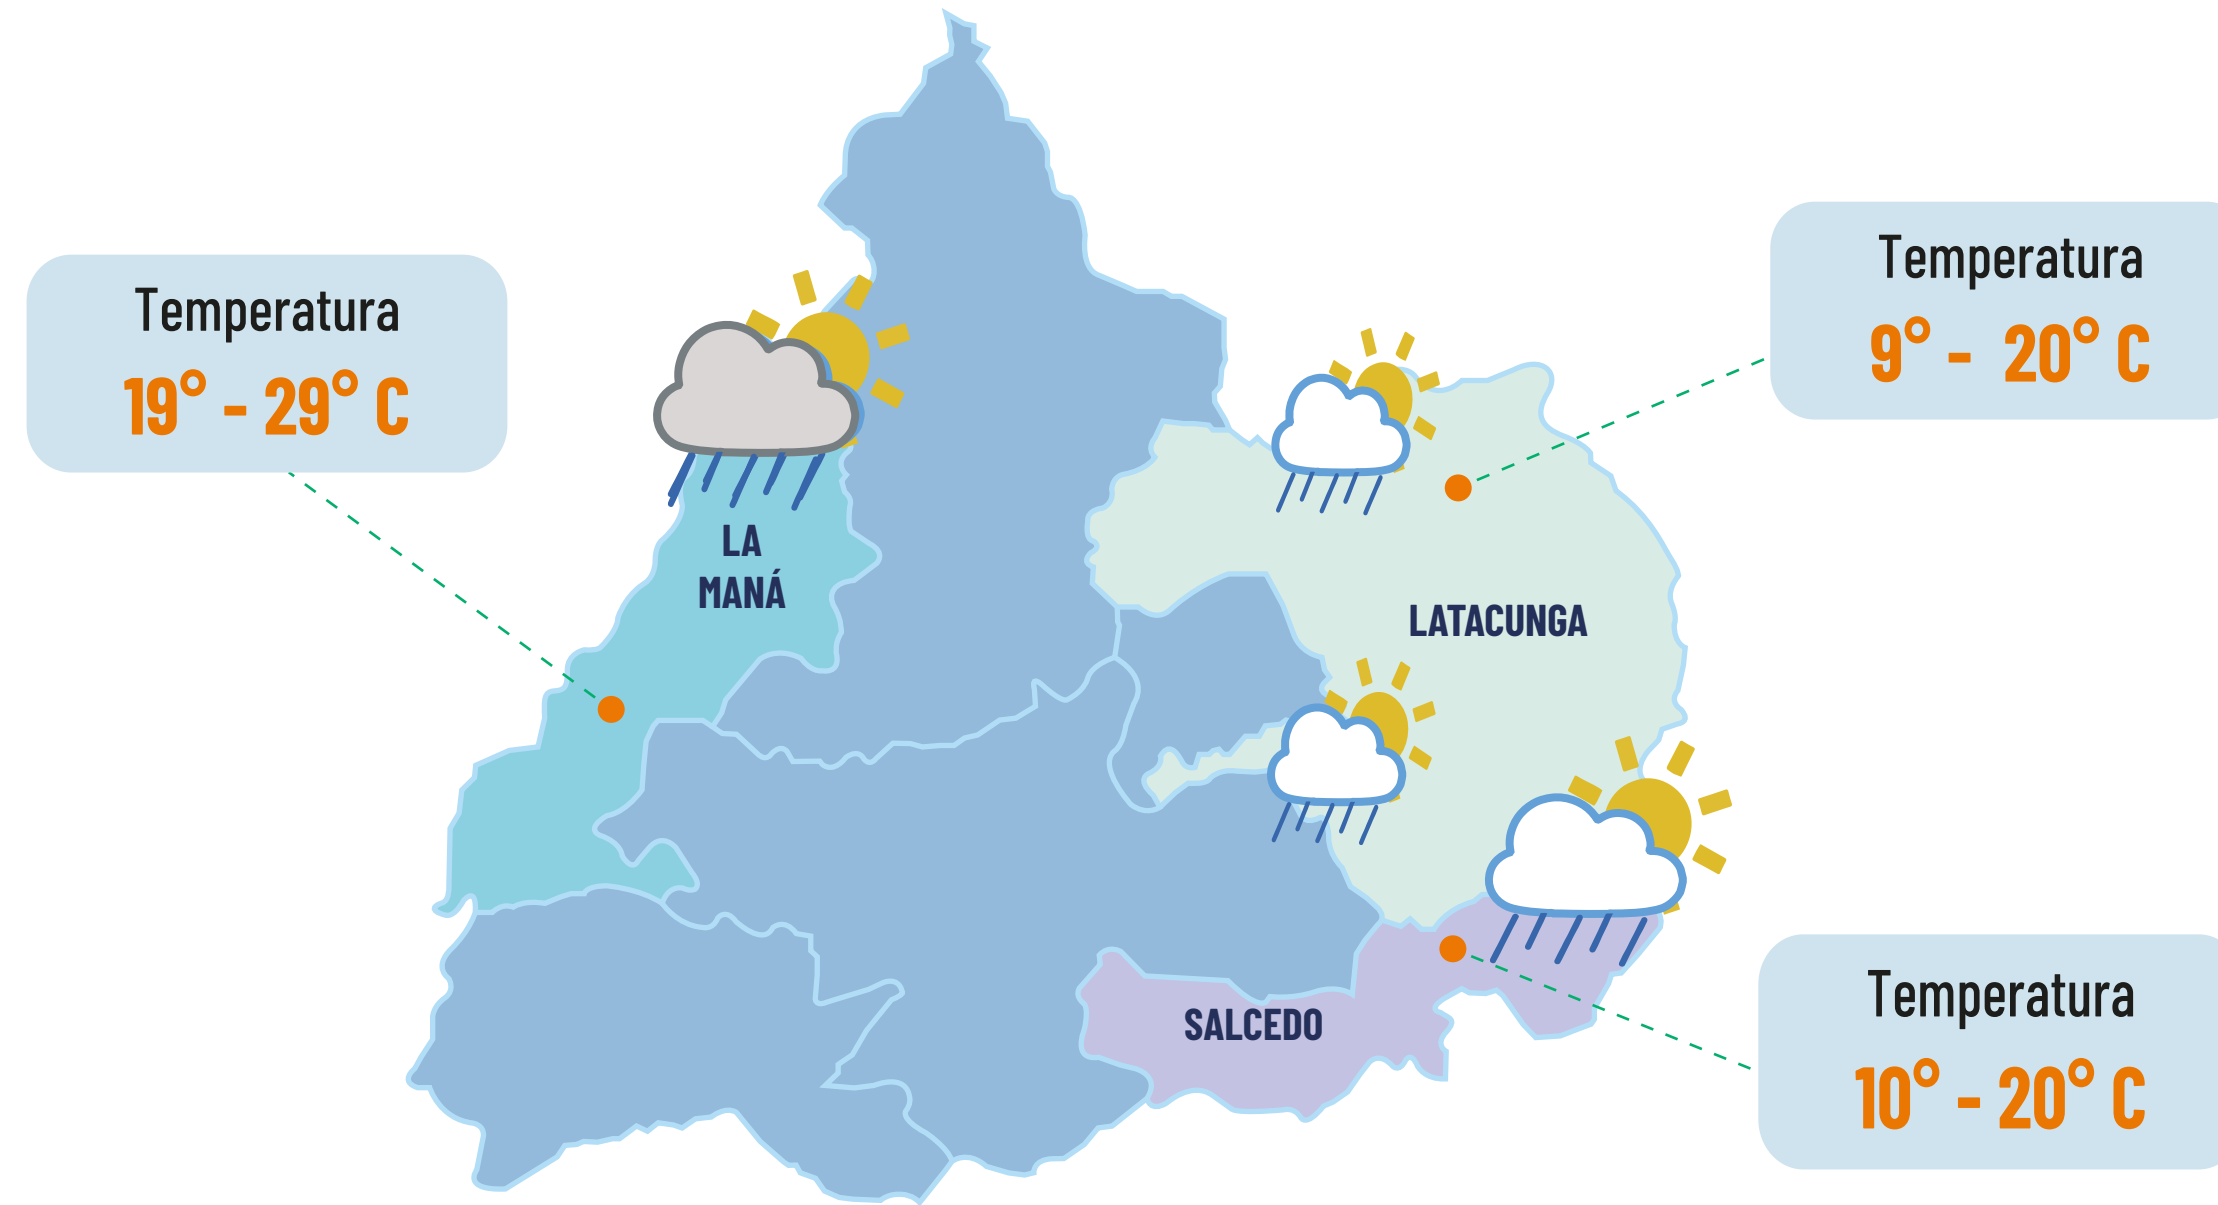 Temperatura
9° - 20° C
Temperatura
19° - 29° C
LA
MANÁ
LATACUNGA
Temperatura
10° - 20° C
SALCEDO